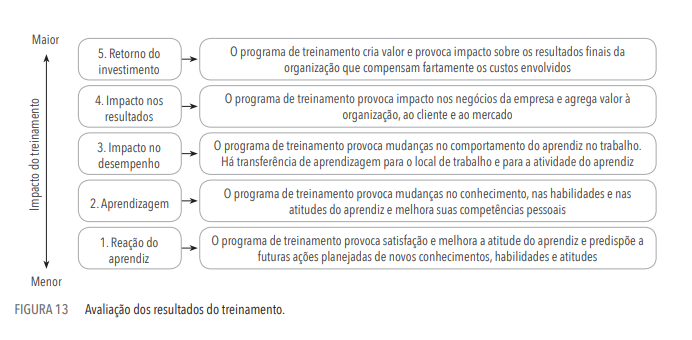 Maior
5. Retorno do
investimento
O programa de treinamento cria valor e provoca impacto sobre os resultados finais da
organização que compensam fartamente os custos envolvidos
4. Impacto nos
resultados
O programa de treinamento provoca impacto nos negócios da empresa e agrega valor à
organização, ao cliente e ao mercado
Impacto do treinamento
3. Impacto no
desempenho
O programa de treinamento provoca mudanças no comportamento do aprendiz no trabalho.
Há transferência de aprendizagem para o local de trabalho e para a atividade do aprendiz
2. Aprendizagem
O programa de treinamento provoca mudanças no conhecimento, nas habilidades e nas
atitudes do aprendiz e melhora suas competências pessoais
1. Reação do
aprendiz
O programa de treinamento provoca satisfação e melhora a atitude do aprendiz e predispõe a
futuras ações planejadas de novos conhecimentos, habilidades e atitudes
Menor
FIGURA 13 Avaliação dos resultados do treinamento.